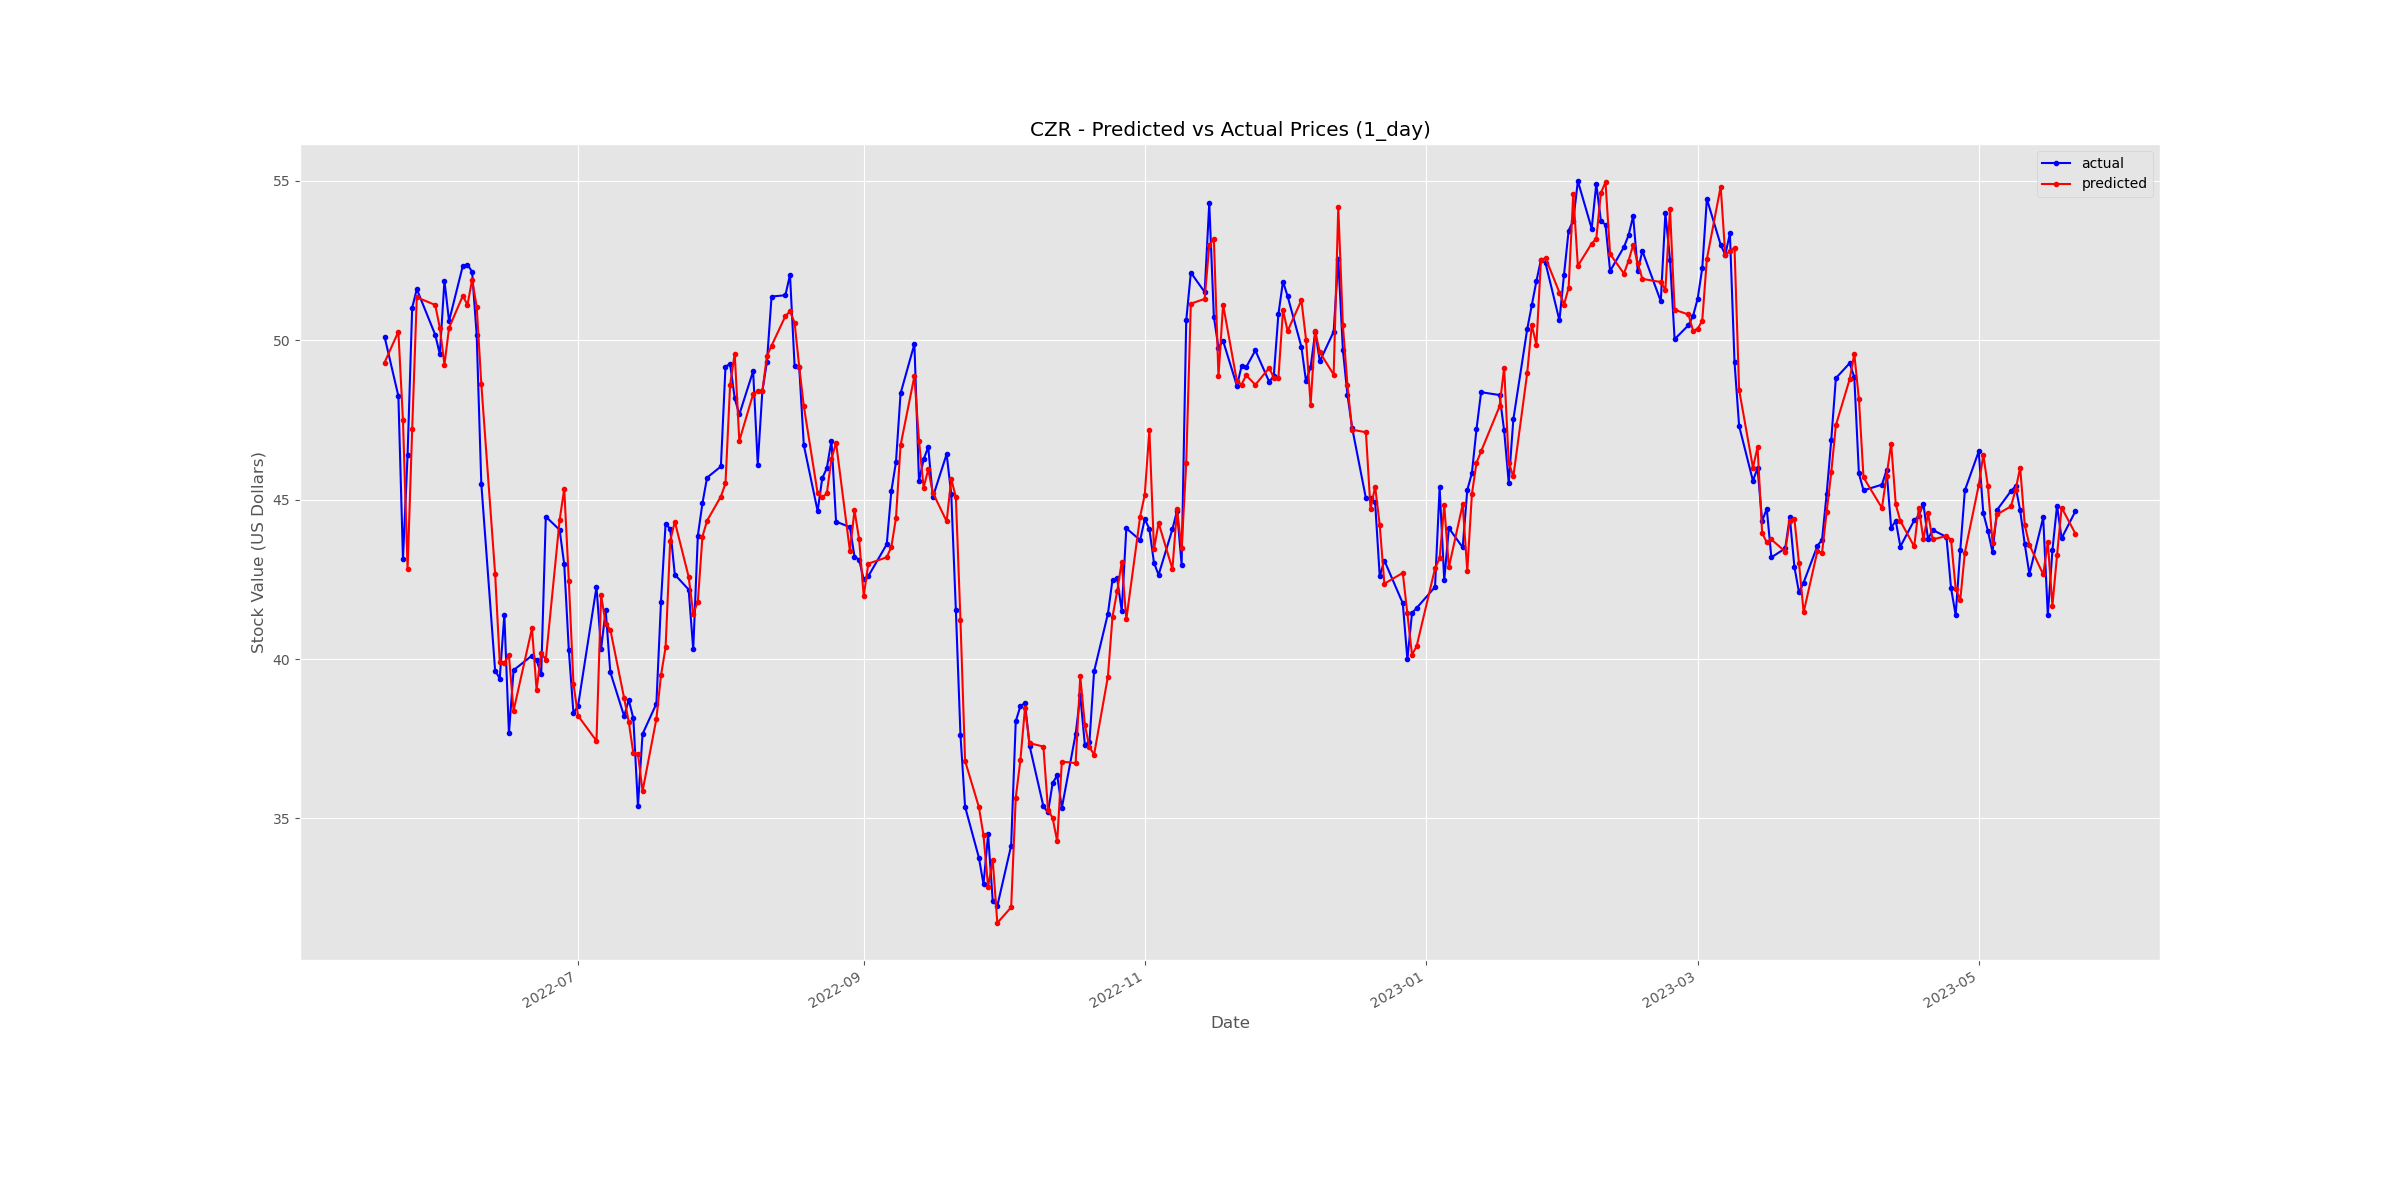 CZR - Predicted vs Actual Prices (1_day)
actual
predicted
Stock Value (US Dollars)
55
50
45
40
35
2022-07
2022-09
2022-11
2023-01
2023-03
2023-05
Date